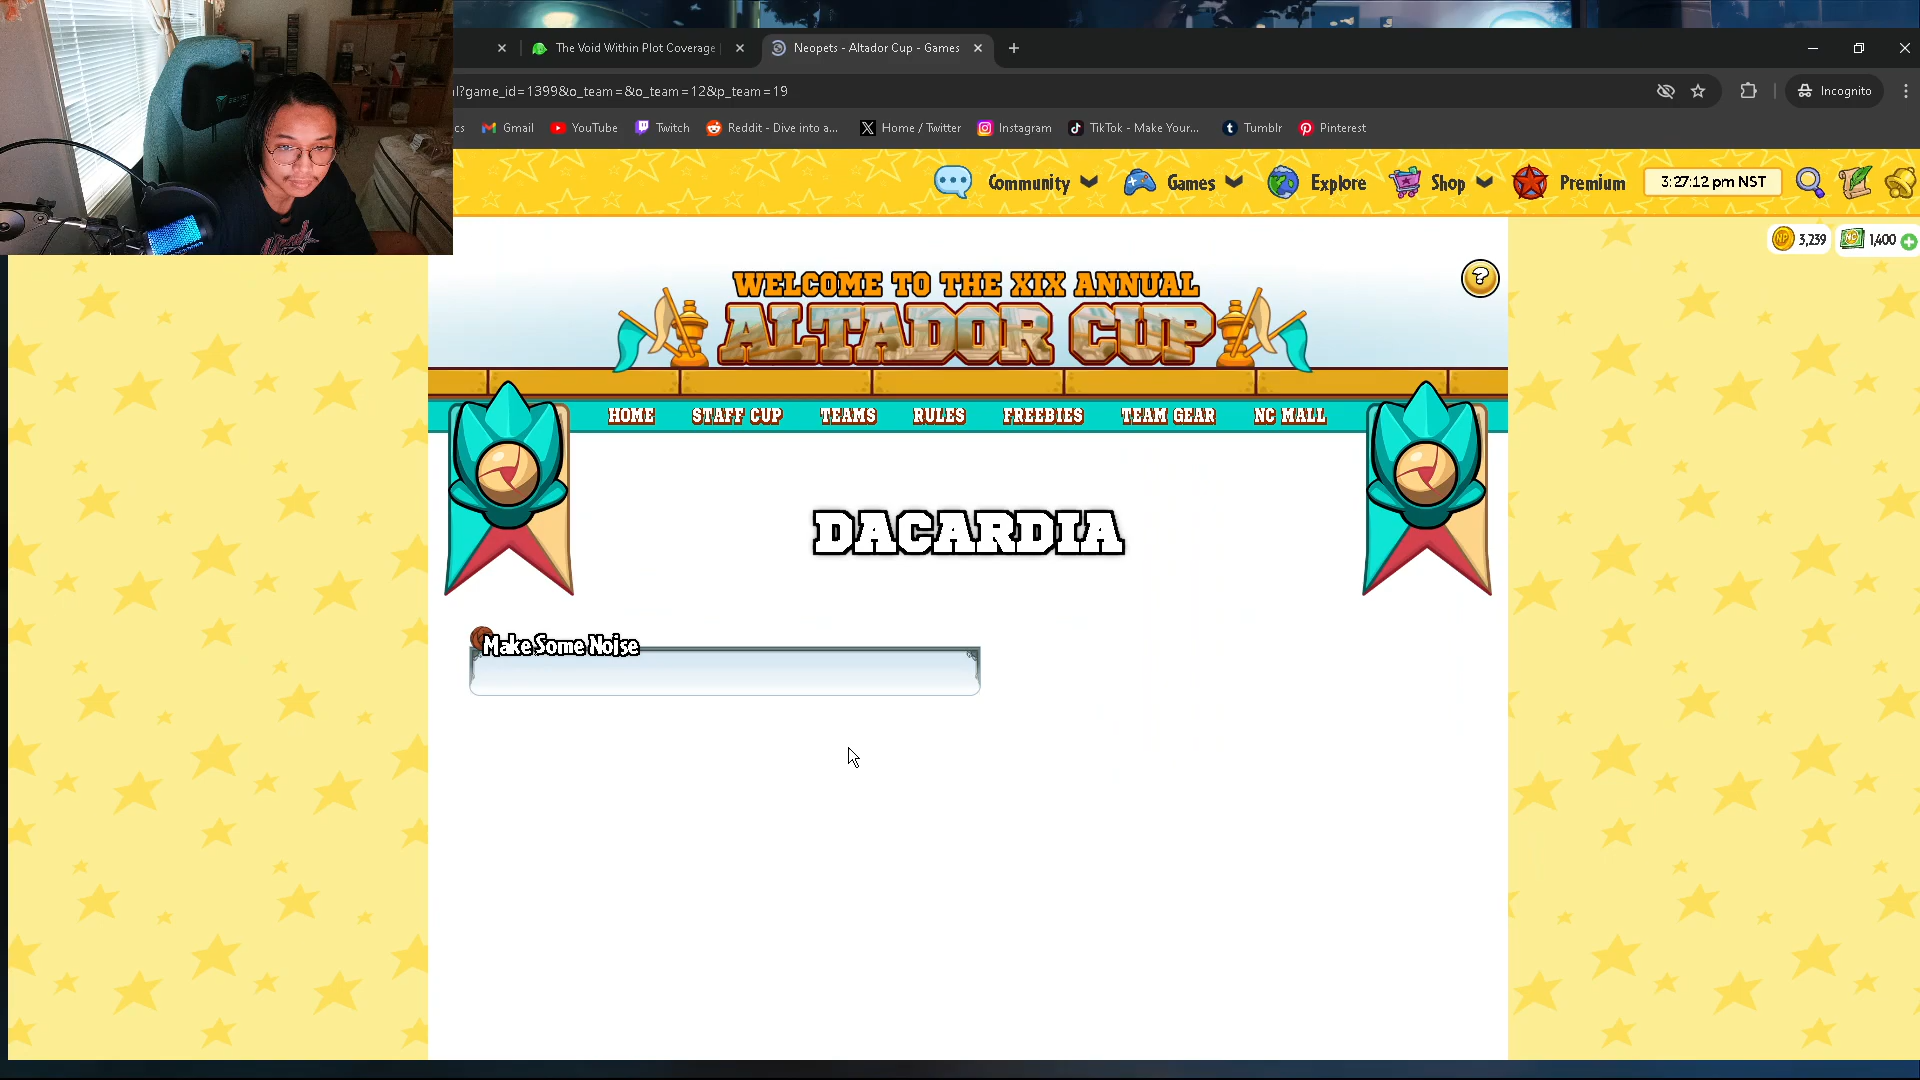 The Void Within Plot Coverage
Neopets - Altador Cup - Games
l?game_id=1399&o_team=&o_team=12&p_team=19
Incognito
cs
Gmail
YouTube
Twitch
Reddit - Dive into a...
Home / Twitter
Instagram
TikTok - Make Your...
Tumblr
Pinterest
Community
Games
Explore
Shop
Premium
3:27:12 pm NST
NP 3,239
NC 1,400
WELCOME TO THE XIX ANNUAL
ALTADOR CUP
?
HOME
STAFF CUP
TEAMS
RULES
FREEBIES
TEAM GEAR
NC MALL
DACARDIA
Make Some Noise